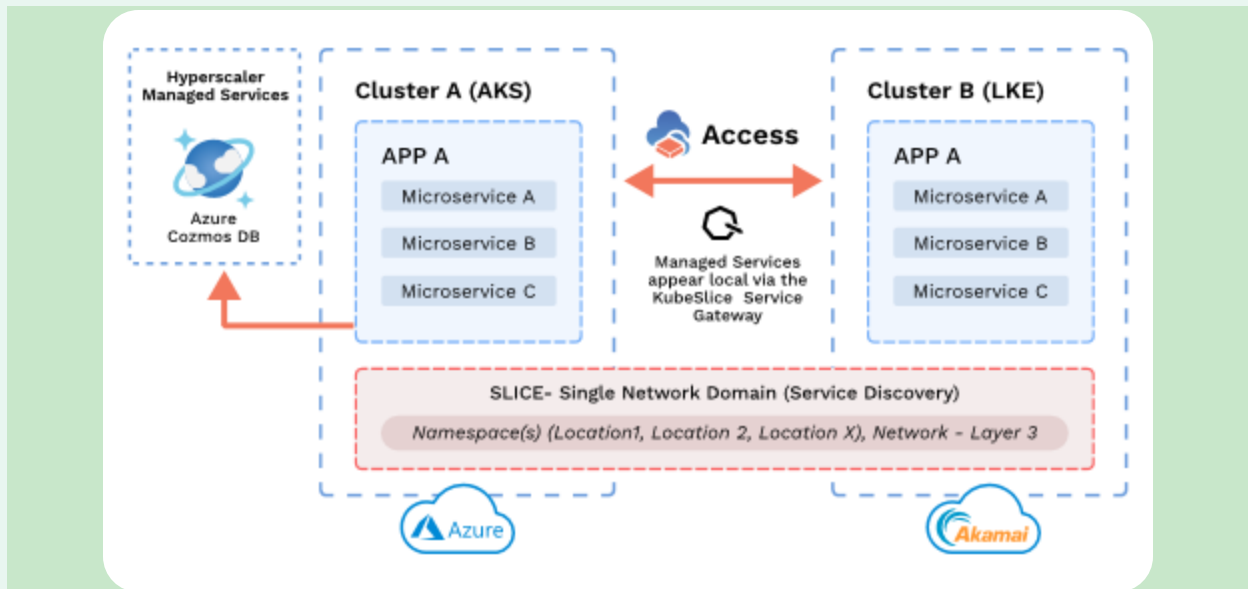 Hyperscaler
Managed Services
Azure
Cozmos DB
Cluster A (AKS)
APP A
Microservice A
Microservice B
Microservice C
Access
Managed Services
appear local via the
KubeSlice Service
Gateway
Cluster B (LKE)
APP A
Microservice A
Microservice B
Microservice C
SLICE- Single Network Domain (Service Discovery)
Namespace(s) (Location1, Location 2, Location X), Network - Layer 3
Azure
Akamai